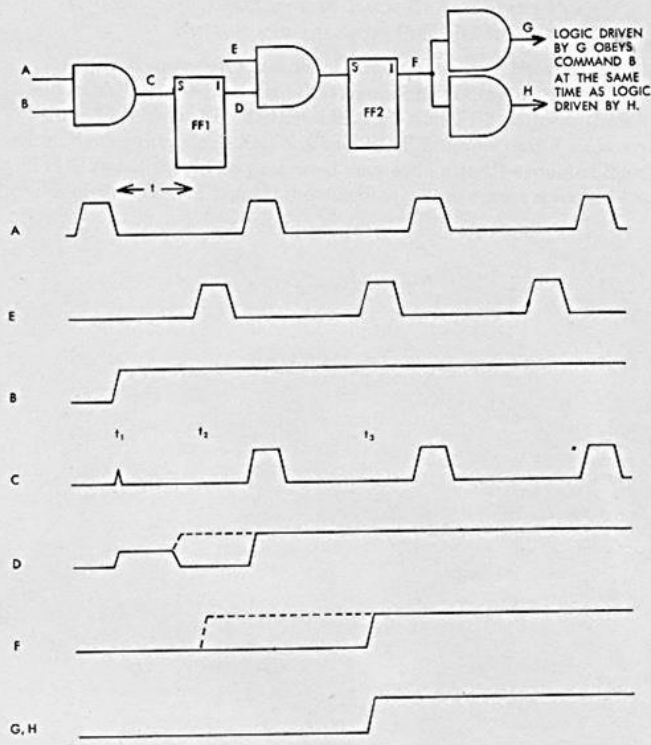 G
LOGIC DRIVEN
BY G OBEYS
COMMAND B
AT THE SAME
TIME AS LOGIC
DRIVEN BY H.
E
A
B
C
S 1
D
FF1
S 1
FF2
F
H
t
A
E
B
t₁ t₂ t₃
C
D
F
G, H